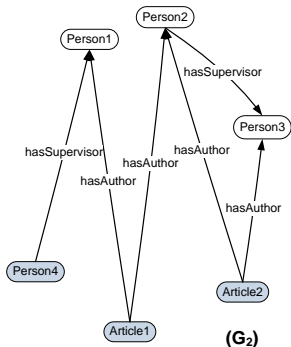 Person2
Person1
hasSupervisor
Person3
hasSupervisor
hasAuthor
hasAuthor
hasAuthor
hasAuthor
Person4
Article2
Article1
(G2)